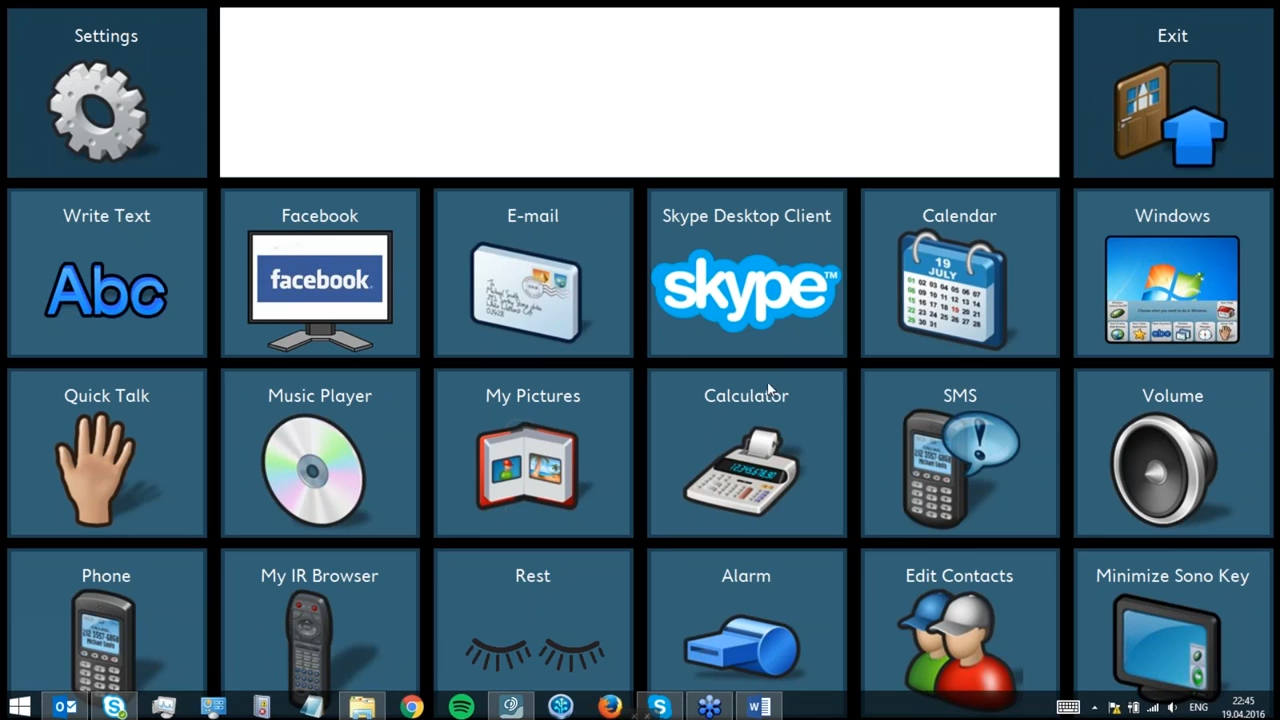 Settings
Exit
Write Text
Facebook
E-mail
Skype Desktop Client
Calendar
Windows
Abc
facebook
skype™
19
JULY
Quick Talk
Music Player
My Pictures
Calculator
SMS
Volume
Phone
My IR Browser
Rest
Alarm
Edit Contacts
Minimize Sono Key
ENG
22:45
19.04.2016